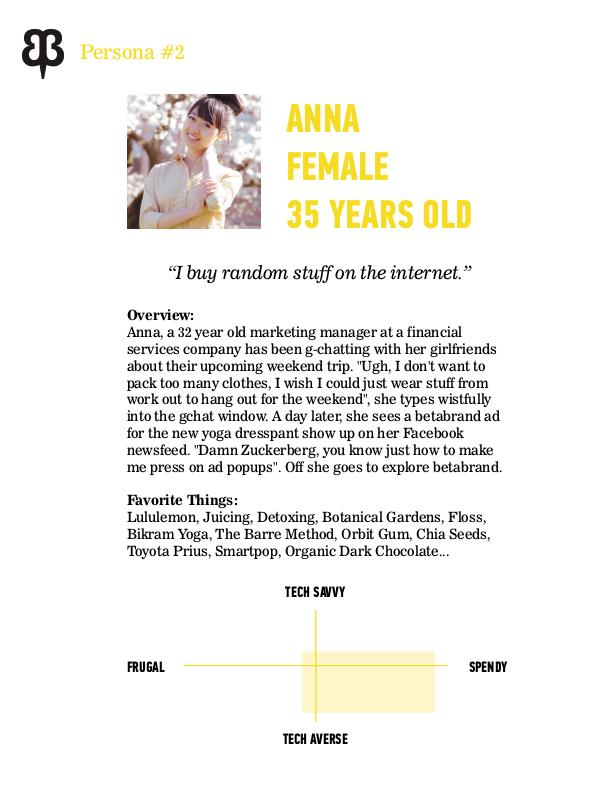 Persona #2
ANNA
FEMALE
35 YEARS OLD
“I buy random stuff on the internet.”
Overview:
Anna, a 32 year old marketing manager at a financial
services company has been g-chatting with her girlfriends
about their upcoming weekend trip. "Ugh, I don't want to
pack too many clothes, I wish I could just wear stuff from
work out to hang out for the weekend", she types wistfully
into the gchat window. A day later, she sees a betabrand ad
for the new yoga dresspant show up on her Facebook
newsfeed. "Damn Zuckerberg, you know just how to make
me press on ad popups". Off she goes to explore betabrand.
Favorite Things:
Lululemon, Juicing, Detoxing, Botanical Gardens, Floss,
Bikram Yoga, The Barre Method, Orbit Gum, Chia Seeds,
Toyota Prius, Smartpop, Organic Dark Chocolate...
TECH SAVVY
FRUGAL
SPENDY
TECH AVERSE